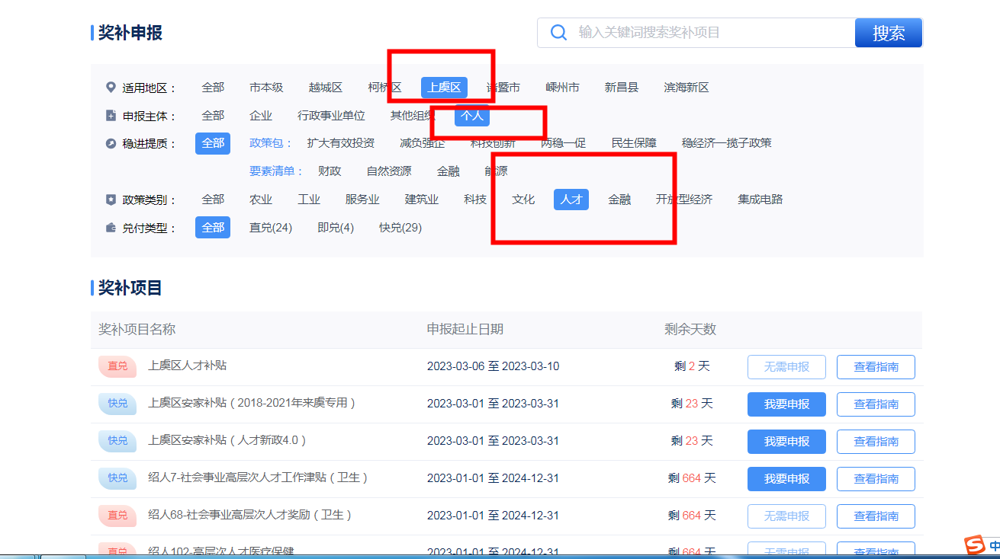 奖补申报
输入关键词搜索奖补项目 搜索
适用地区： 全部 市本级 越城区 柯桥区 上虞区 诸暨市 嵊州市 新昌县 滨海新区
申报主体： 全部 企业 行政事业单位 其他组织 个人
稳进提质： 全部 政策包： 扩大有效投资 减负强企 科技创新 两稳一促 民生保障 稳经济一揽子政策
要素清单： 财政 自然资源 金融 能源
政策类别： 全部 农业 工业 服务业 建筑业 科技 文化 人才 金融 开放型经济 集成电路
兑付类型： 全部 直兑(24) 即兑(4) 快兑(29)
奖补项目
奖补项目名称 申报起止日期 剩余天数
直兑 上虞区人才补贴 2023-03-06 至 2023-03-10 剩 2 天 无需申报 查看指南
快兑 上虞区安家补贴（2018-2021年来虞专用） 2023-03-01 至 2023-03-31 剩 23 天 我要申报 查看指南
快兑 上虞区安家补贴（人才新政4.0） 2023-03-01 至 2023-03-31 剩 23 天 我要申报 查看指南
快兑 绍人7-社会事业高层次人才工作津贴（卫生） 2023-01-01 至 2024-12-31 剩 664 天 我要申报 查看指南
直兑 绍人68-社会事业高层次人才奖励（卫生） 2023-01-01 至 2024-12-31 剩 664 天 无需申报 查看指南
直兑 绍人102-高层次人才医疗保健 2023-01-01 至 2024-12-31 剩 664 天 无需申报 查看指南
S 中